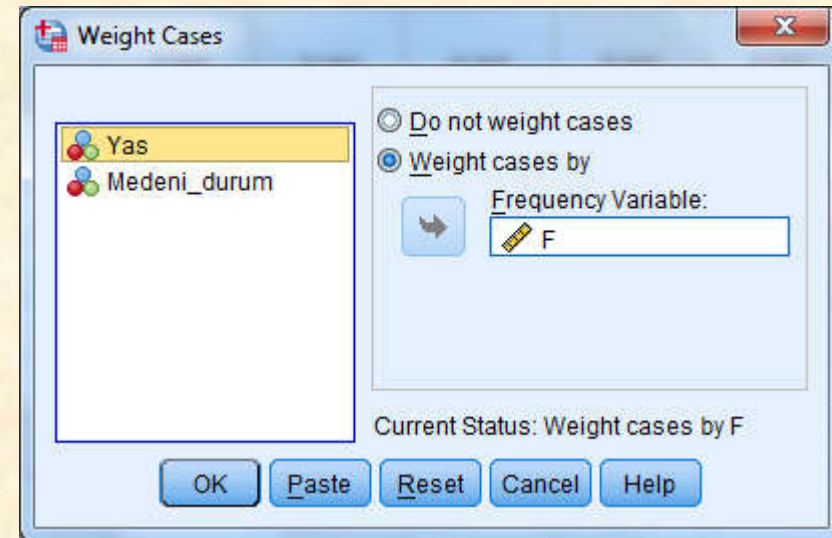 Weight Cases
Yas
Medeni_durum
Do not weight cases
Weight cases by
Frequency Variable:
F
Current Status: Weight cases by F
OK Paste Reset Cancel Help